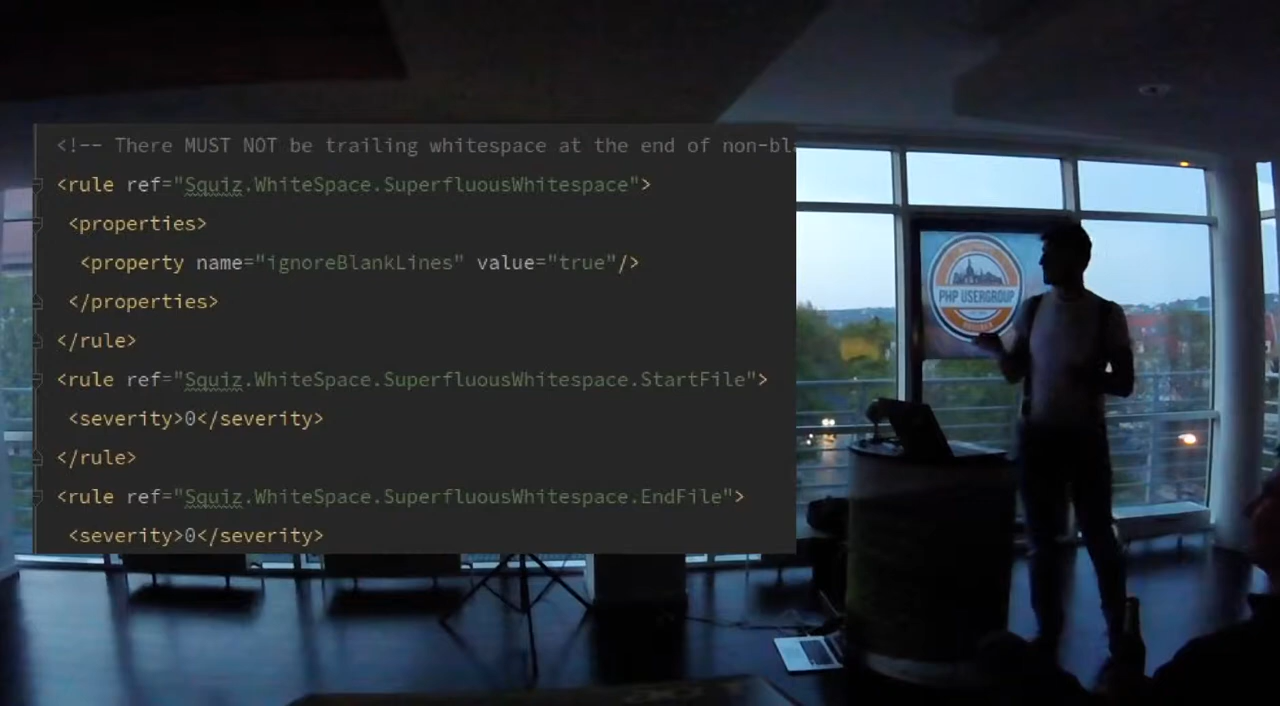 <!-- There MUST NOT be trailing whitespace at the end of non-bl
<rule ref="Squiz.WhiteSpace.SuperfluousWhitespace">
<properties>
<property name="ignoreBlankLines" value="true"/>
</properties>
</rule>
<rule ref="Squiz.WhiteSpace.SuperfluousWhitespace.StartFile">
<severity>0</severity>
</rule>
<rule ref="Squiz.WhiteSpace.SuperfluousWhitespace.EndFile">
<severity>0</severity>
PHP USERGROUP